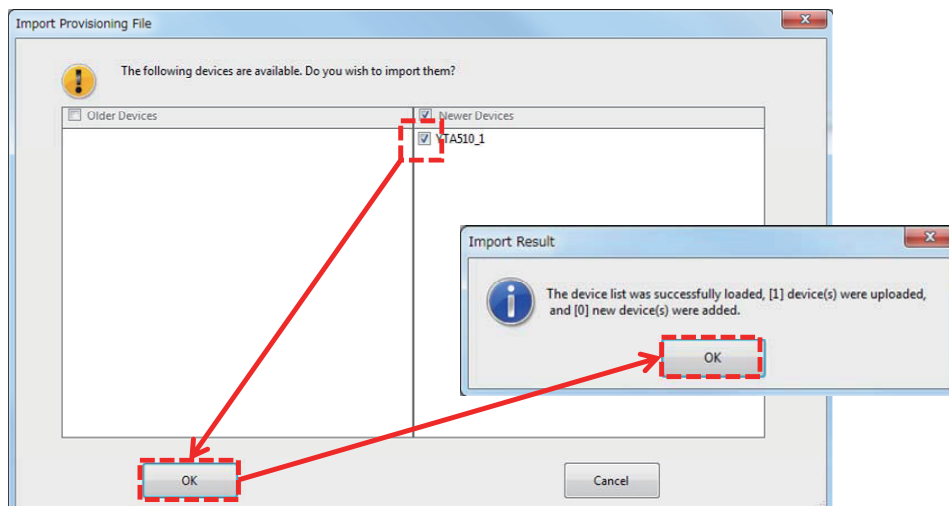 Import Provisioning File
The following devices are available. Do you wish to import them?
Older Devices
Newer Devices
YTA510_1
Import Result
The device list was successfully loaded, [1] device(s) were uploaded,
and [0] new device(s) were added.
OK
OK
Cancel